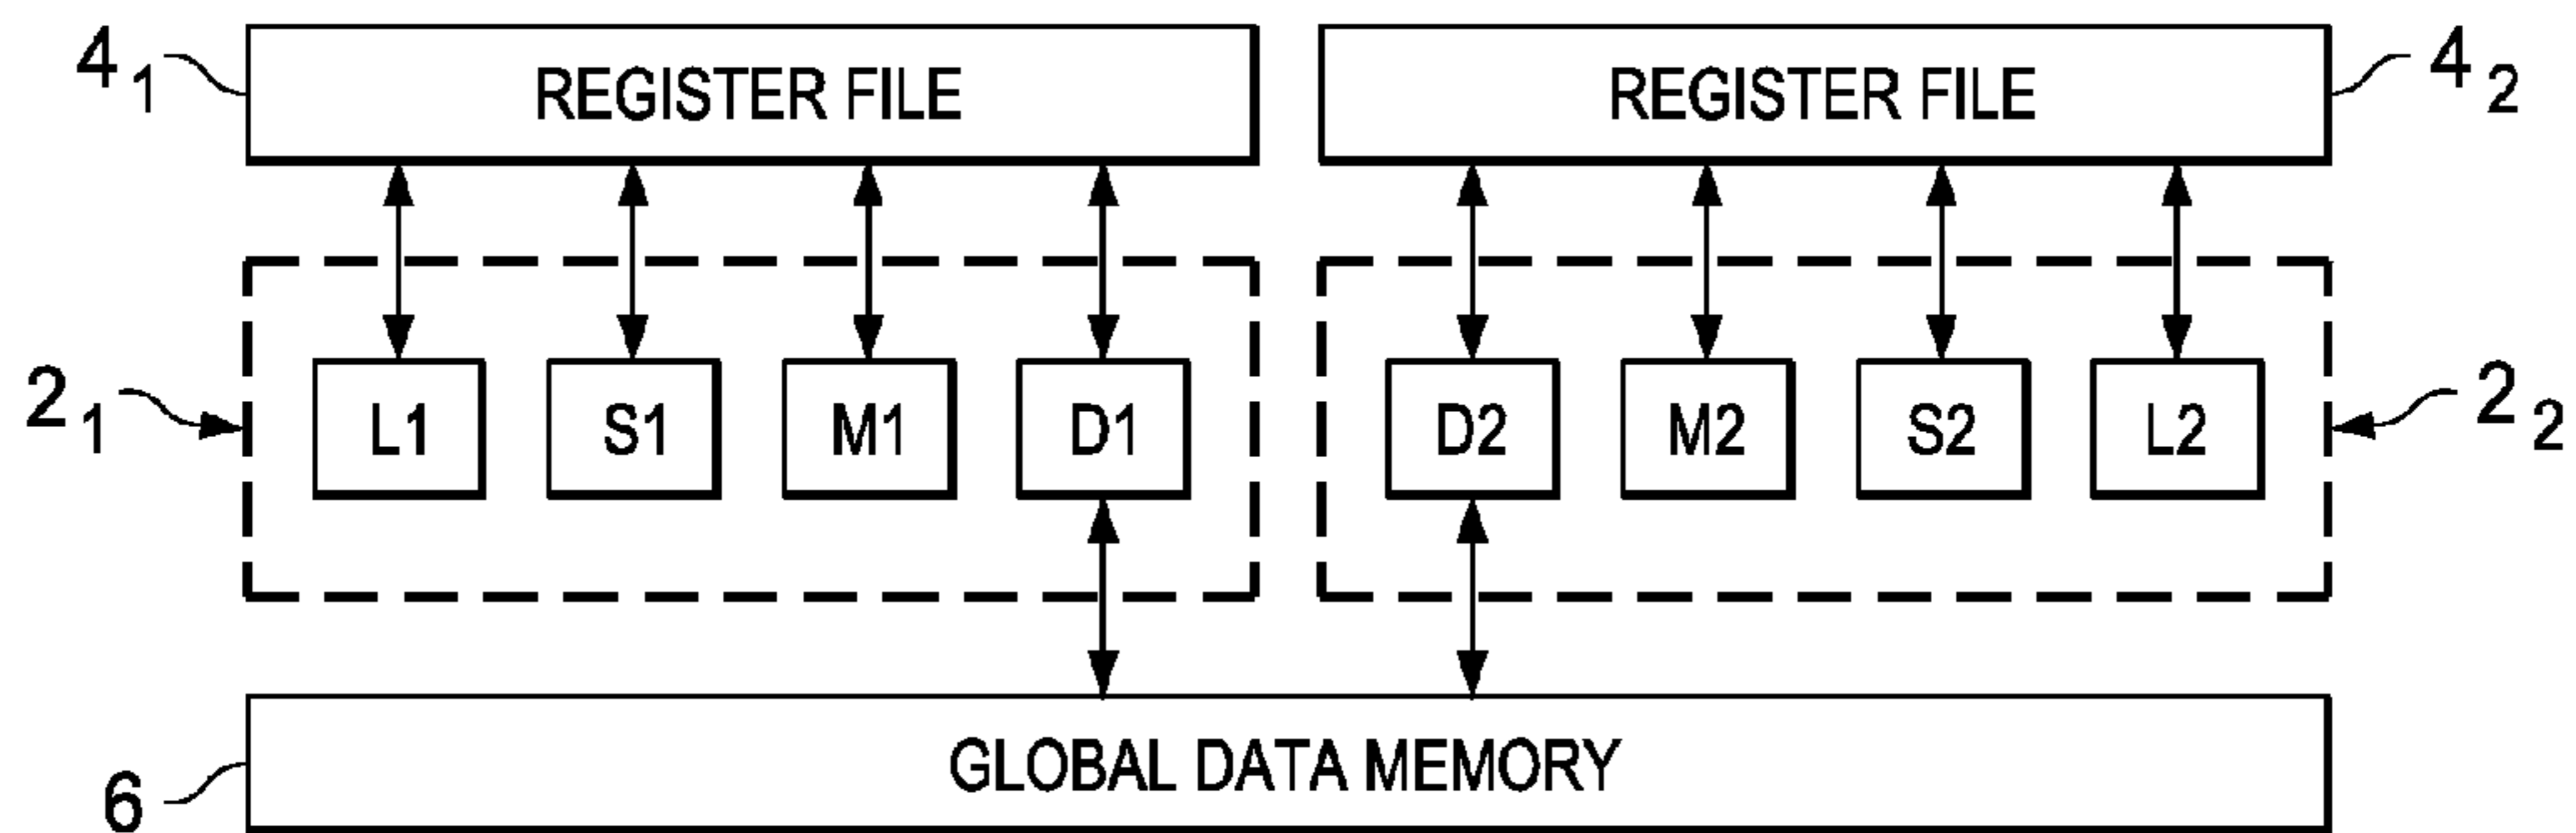 4₁ REGISTER FILE REGISTER FILE 4₂
2₁ L1 S1 M1 D1 D2 M2 S2 L2 2₂
6 GLOBAL DATA MEMORY